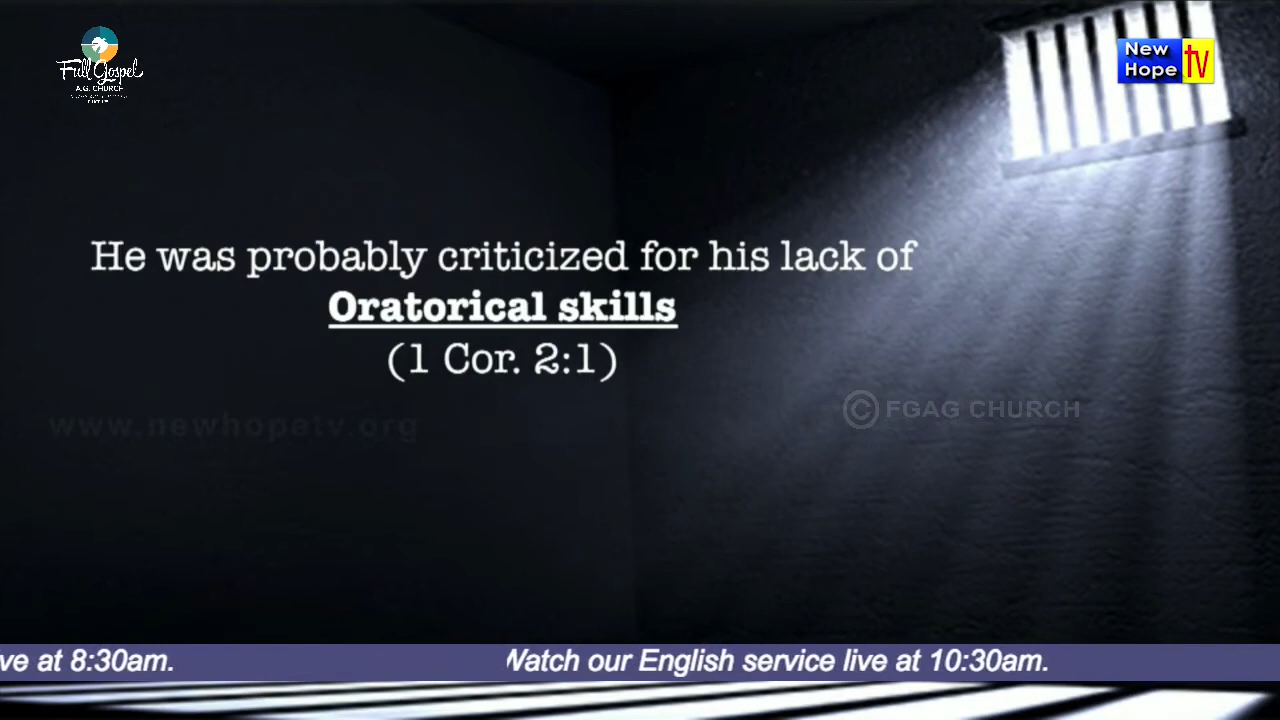 Full Gospel
A.G. CHURCH
New
Hope
tv
He was probably criticized for his lack of
Oratorical skills
(1 Cor. 2:1)
© FGAG CHURCH
www.newhopetv.org
ve at 8:30am.
Watch our English service live at 10:30am.